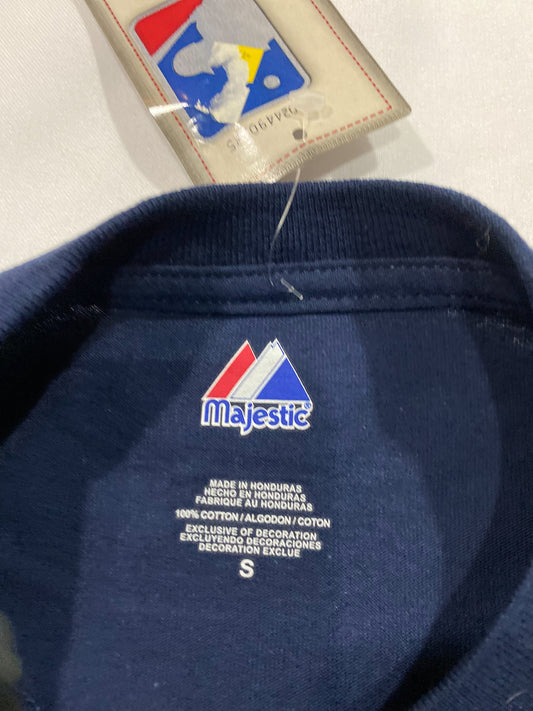 Majestic
MADE IN HONDURAS
HECHO EN HONDURAS
FABRIQUE AU HONDURAS
100% COTTON / ALGODON / COTON
EXCLUSIVE OF DECORATION
EXCLUYENDO DECORACIONES
DECORATION EXCLUE
S